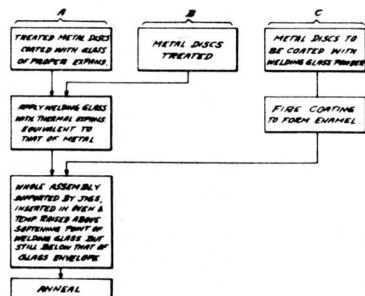 A
B
C
TREATED METAL DISCS
COATED WITH GLASS
OF PROPER EXPANS.
METAL DISCS
TREATED
METAL DISCS TO
BE COATED WITH
WELDING GLASS POWDER
APPLY WELDING GLASS
WITH THERMAL EXPANS.
EQUIVALENT TO
THAT OF METAL
FIRE COATING
TO FORM ENAMEL.
WHOLE ASSEMBLY
SUPPORTED BY JIGS,
INSERTED IN OVEN &
TEMP RAISED ABOVE
SOFTENING POINT OF
WELDING GLASS BUT
STILL BELOW THAT OF
GLASS ENVELOPE
ANNEAL